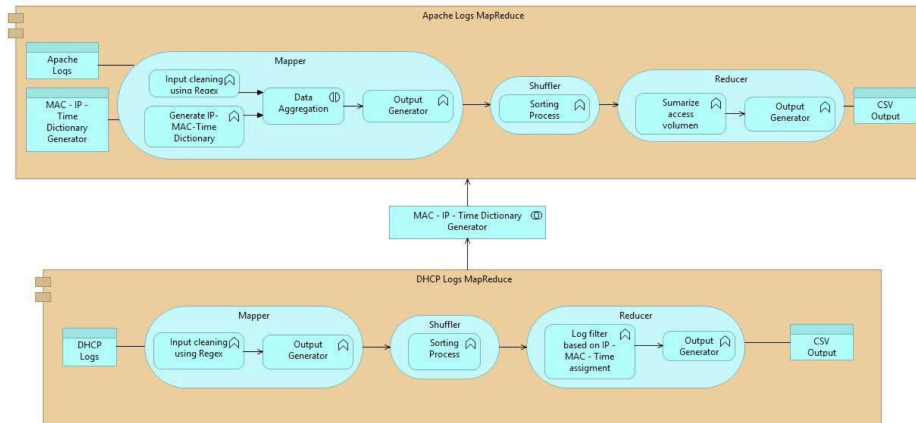 Apache Logs MapReduce
Apache
Logs
MAC - IP -
Time
Dictionary
Generator
Mapper
Input cleaning
using Regex
Generate IP-
MAC-Time
Dictionary
Data
Aggregation
Output
Generator
Shuffler
Sorting
Process
Reducer
Sumarize
access
volumen
Output
Generator
CSV
Output
MAC - IP - Time Dictionary
Generator
DHCP Logs MapReduce
DHCP
Logs
Mapper
Input cleaning
using Regex
Output
Generator
Shuffler
Sorting
Process
Reducer
Log filter
based on IP -
MAC - Time
assigment
Output
Generator
CSV
Output